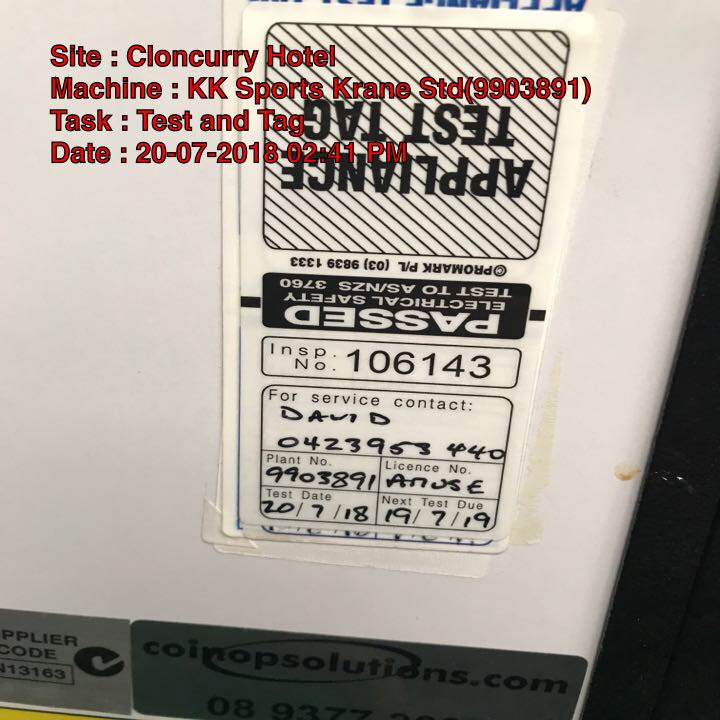 Site : Cloncurry Hotel
Machine : KK Sports Krane Std(9903891)
Task : Test and Tag
Date : 20-07-2018 02:41 PM
APPLIANCE
TEST TAG
©PROMARK P/L (03) 9839 1333
PASSED
ELECTRICAL SAFETY
TEST TO AS/NZS 3760
Insp. No. 106143
For service contact:
DAVID
0423953 440
Plant No. Licence No.
9903891 AMUSE
Test Date Next Test Due
20/7/18 19/7/19
PPLIER
CODE
N13163
coinopsolutions.com
08 9377